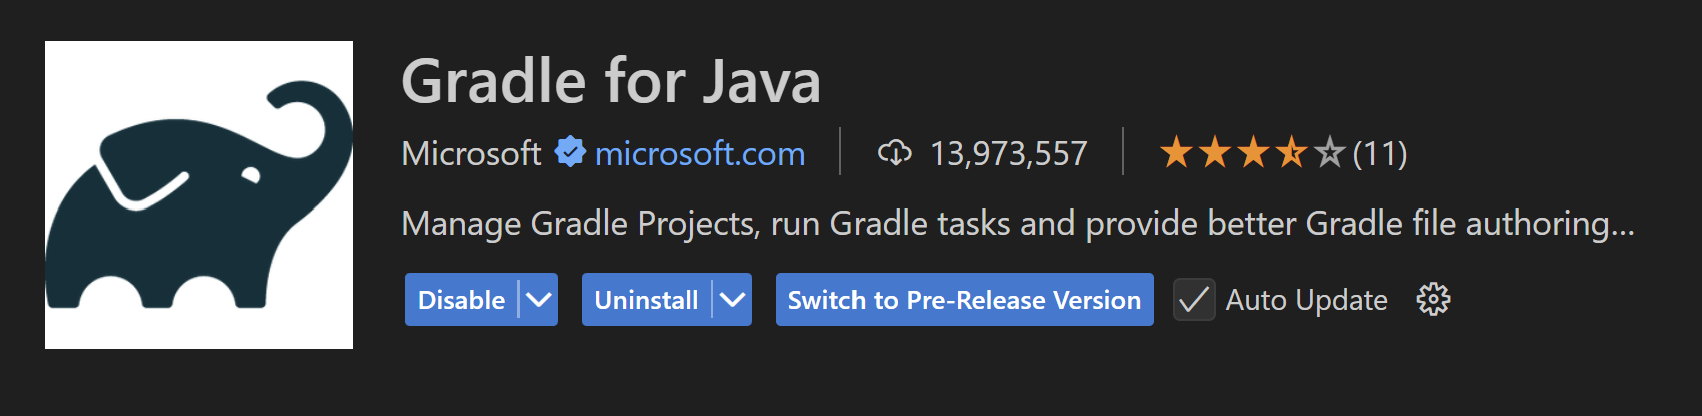 Gradle for Java
Microsoft microsoft.com 13,973,557 (11)
Manage Gradle Projects, run Gradle tasks and provide better Gradle file authoring...
Disable Uninstall Switch to Pre-Release Version Auto Update